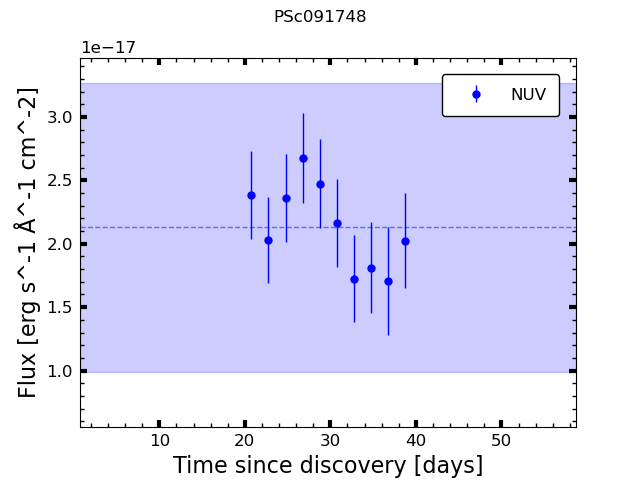 PSc091748
1e−17
NUV
3.0
2.5
2.0
1.5
1.0
Flux [erg s^-1 Å^-1 cm^-2]
10
20
30
40
50
Time since discovery [days]